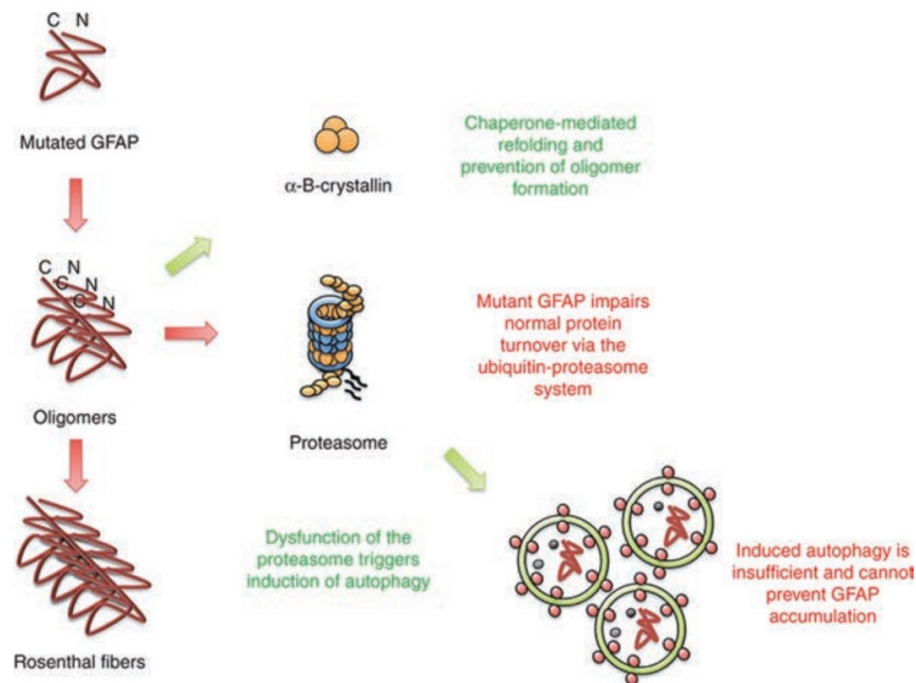 C N
Mutated GFAP
α-B-crystallin
Chaperone-mediated
refolding and
prevention of oligomer
formation
C N
C N
C N
Oligomers
Proteasome
Mutant GFAP impairs
normal protein
turnover via the
ubiquitin-proteasome
system
Rosenthal fibers
Dysfunction of the
proteasome triggers
induction of autophagy
Induced autophagy is
insufficient and cannot
prevent GFAP
accumulation